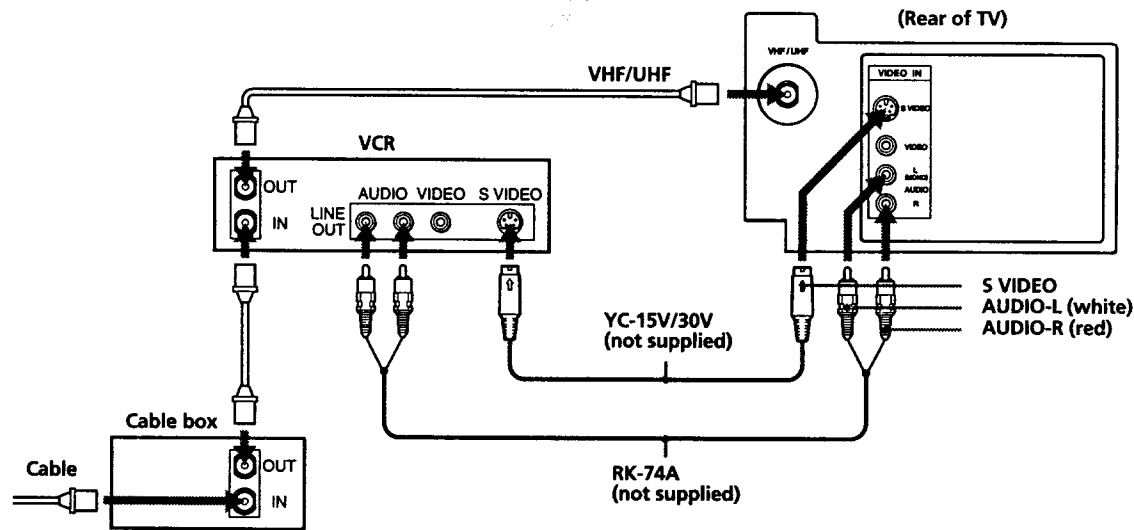 (Rear of TV)
VHF/UHF
VHF/UHF
VIDEO IN
S VIDEO
VIDEO
L
(MONO)
AUDIO
R
VCR
OUT
IN
AUDIO VIDEO S VIDEO
LINE
OUT
S VIDEO
AUDIO-L (white)
AUDIO-R (red)
YC-15V/30V
(not supplied)
Cable box
Cable
OUT
IN
RK-74A
(not supplied)